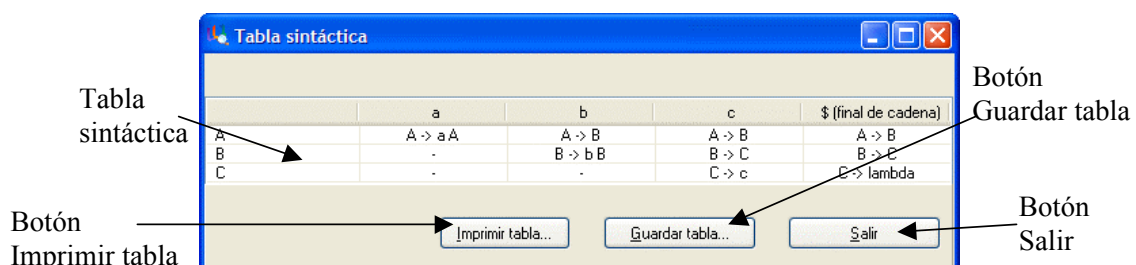 Tabla sintáctica
Botón
Guardar tabla
Tabla
sintáctica
a b c $ (final de cadena)
A A -> a A A -> B A -> B A -> B
B - B -> b B B -> C B -> C
C - - C -> c C -> lambda
Botón
Imprimir tabla
Imprimir tabla... Guardar tabla... Salir
Botón
Salir